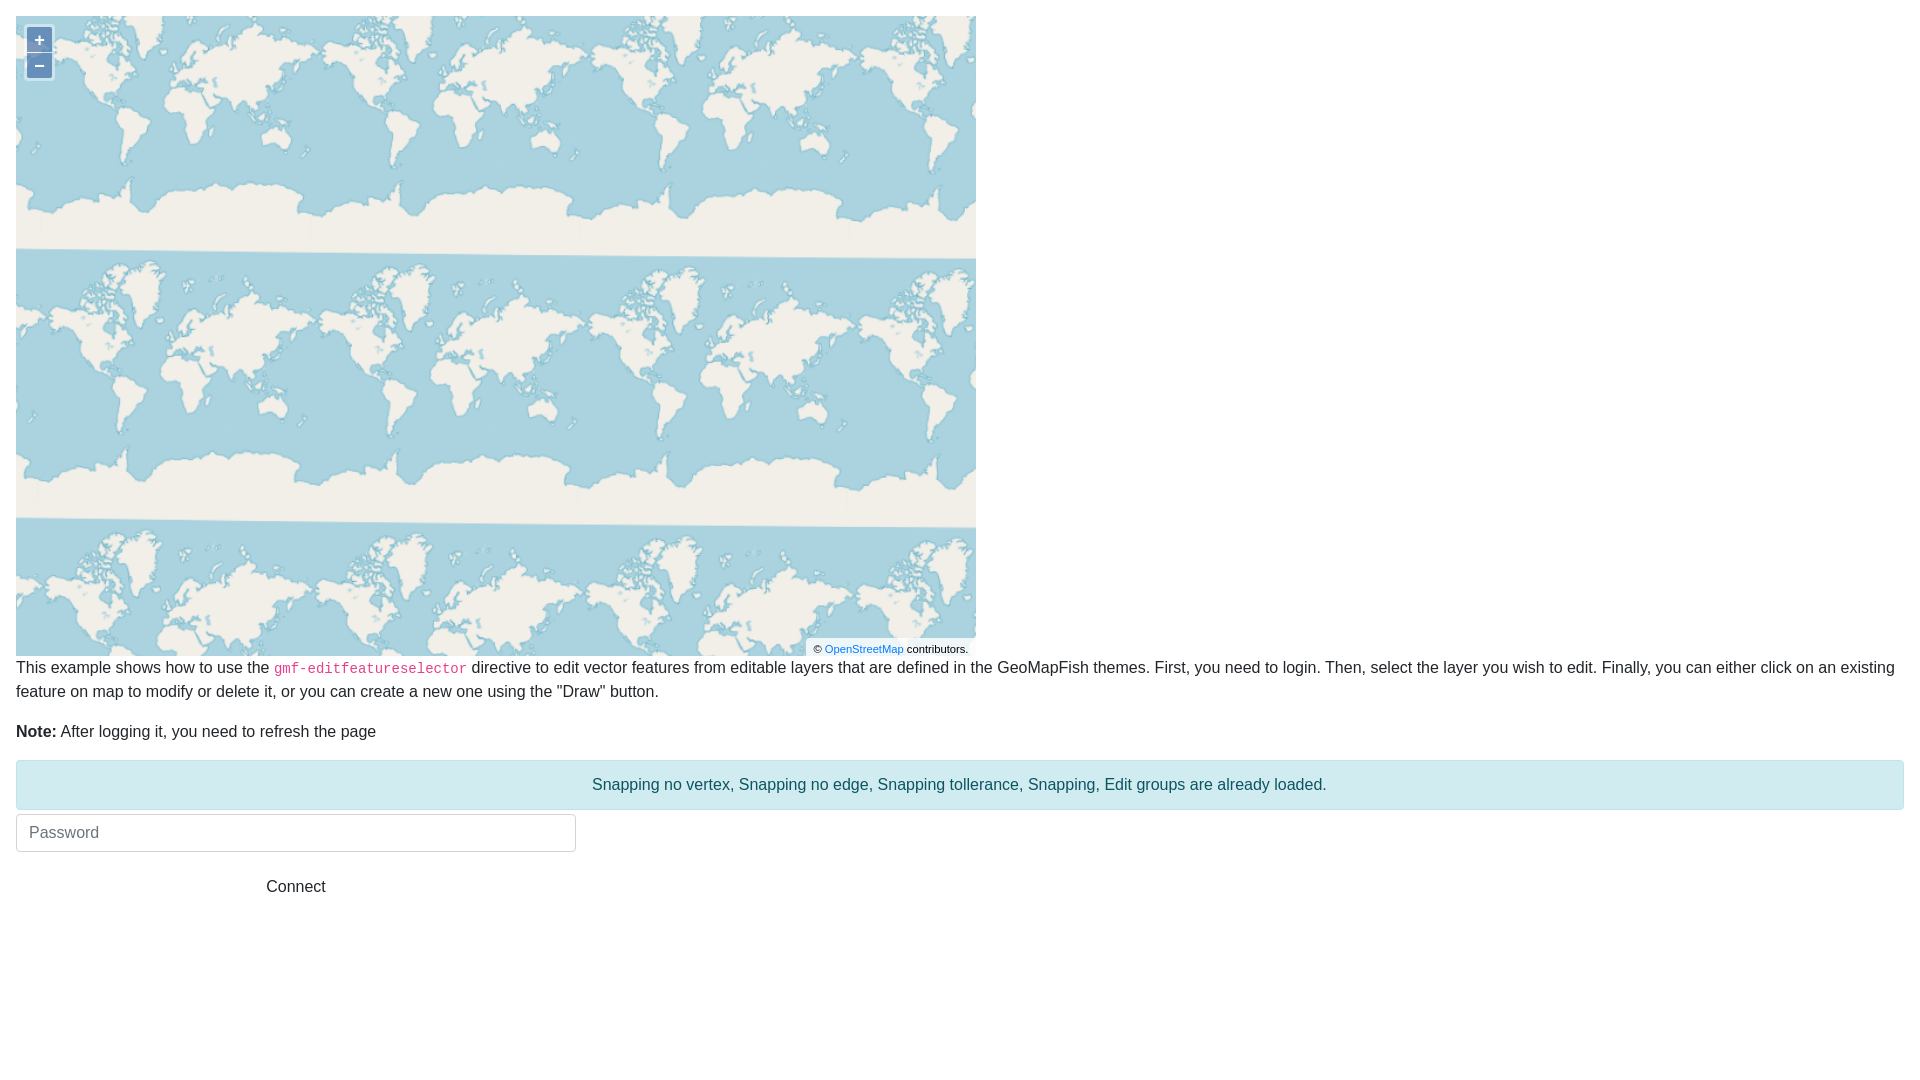 +
−
© OpenStreetMap contributors.
This example shows how to use the gmf-editfeatureselector directive to edit vector features from editable layers that are defined in the GeoMapFish themes. First, you need to login. Then, select the layer you wish to edit. Finally, you can either click on an existing
feature on map to modify or delete it, or you can create a new one using the "Draw" button.
Note: After logging it, you need to refresh the page
Snapping no vertex, Snapping no edge, Snapping tollerance, Snapping, Edit groups are already loaded.
Password
Connect